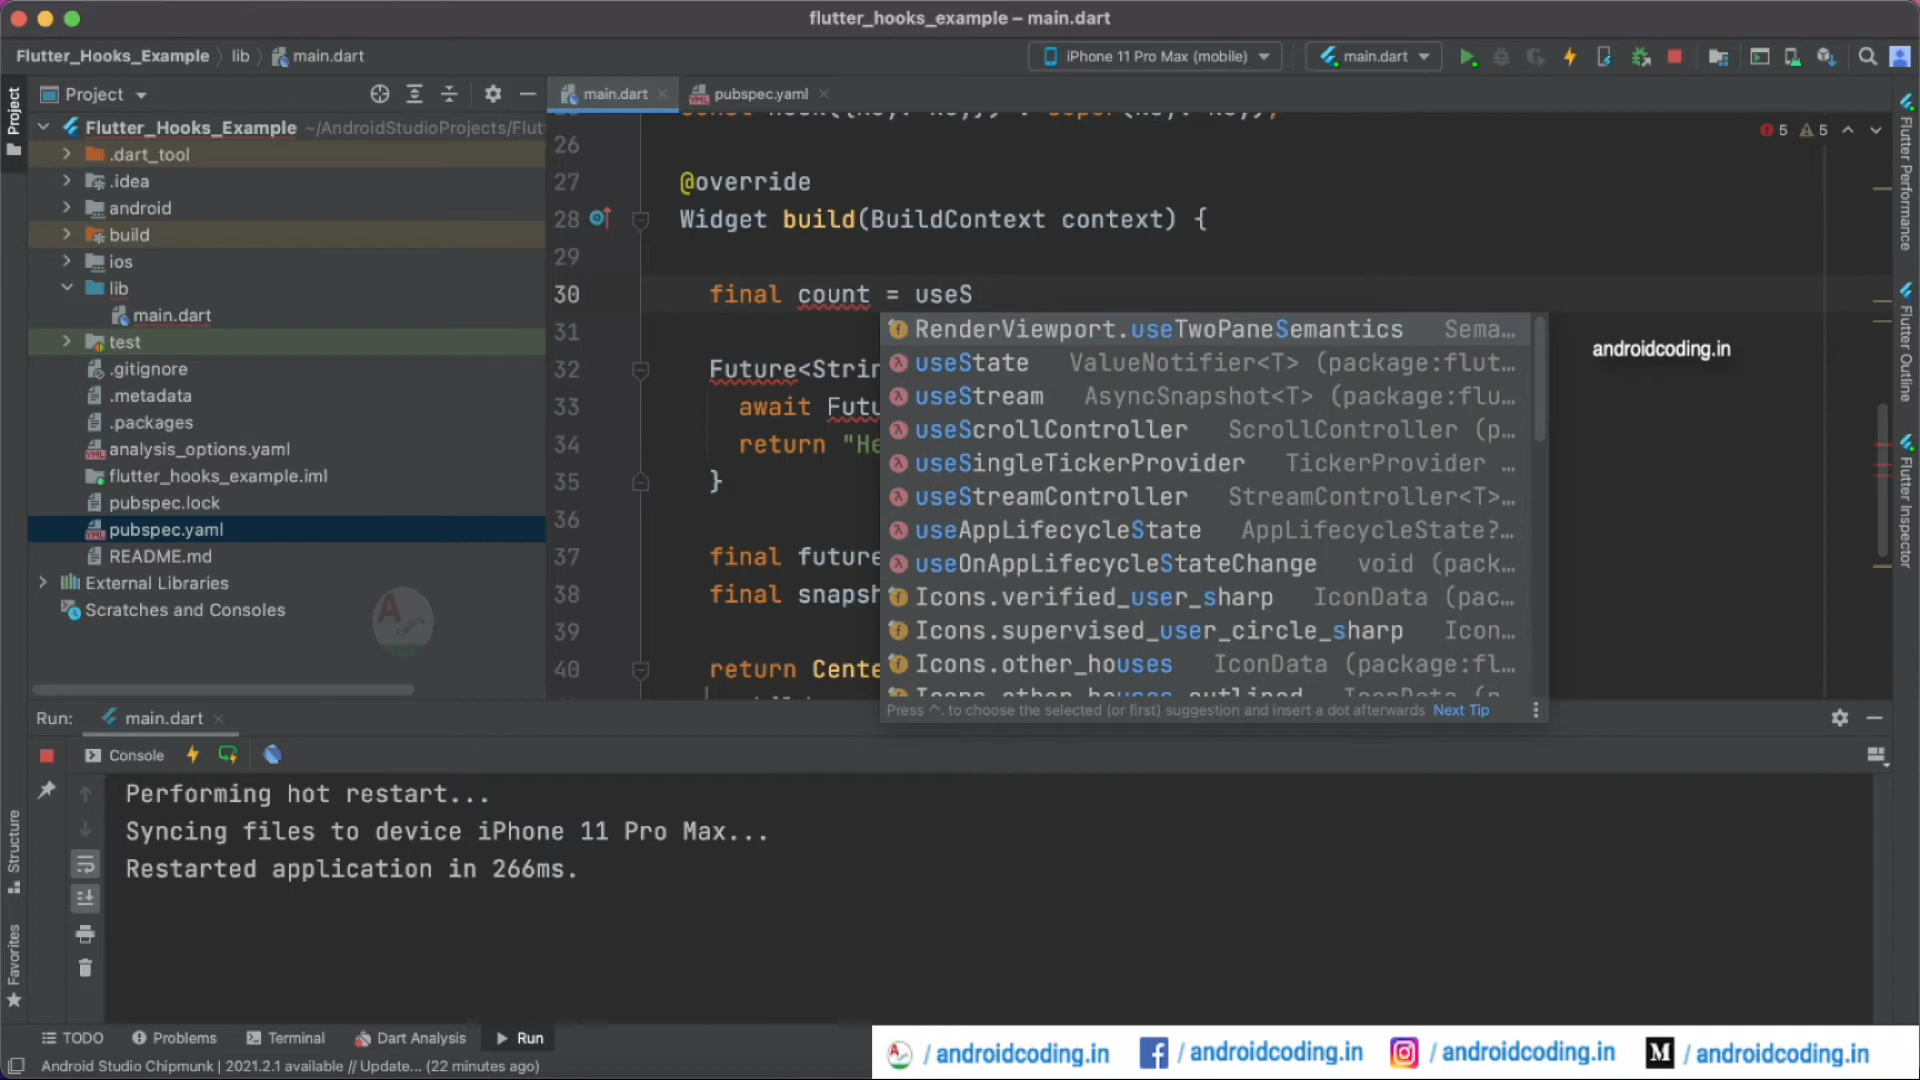 flutter_hooks_example – main.dart
Flutter_Hooks_Example
lib
main.dart
iPhone 11 Pro Max (mobile)
main.dart
Project
Project
main.dart
pubspec.yaml
Flutter_Hooks_Example ~/AndroidStudioProjects/Flut
.dart_tool
.idea
android
build
ios
lib
main.dart
test
.gitignore
.metadata
.packages
analysis_options.yaml
flutter_hooks_example.iml
pubspec.lock
pubspec.yaml
README.md
External Libraries
Scratches and Consoles
5 5
26
27 @override
28 Widget build(BuildContext context) {
29
30 final count = useS
31
32 Future<Strin
33 await Futu
34 return "He
35 }
36
37 final future
38 final snapsh
39
40 return Cente
RenderViewport.useTwoPaneSemantics Sema...
useState ValueNotifier<T> (package:flut...
useStream AsyncSnapshot<T> (package:flu...
useScrollController ScrollController (p...
useSingleTickerProvider TickerProvider ...
useStreamController StreamController<T>...
useAppLifecycleState AppLifecycleState?...
useOnAppLifecycleStateChange void (pack...
Icons.verified_user_sharp IconData (pac...
Icons.supervised_user_circle_sharp Icon...
Icons.other_houses IconData (package:fl...
Press ^. to choose the selected (or first) suggestion and insert a dot afterwards Next Tip
androidcoding.in
Flutter Performance
Flutter Outline
Flutter Inspector
Run:
main.dart
Console
Performing hot restart...
Syncing files to device iPhone 11 Pro Max...
Restarted application in 266ms.
Structure
Favorites
TODO
Problems
Terminal
Dart Analysis
Run
Android Studio Chipmunk | 2021.2.1 available // Update... (22 minutes ago)
/ androidcoding.in
/ androidcoding.in
/ androidcoding.in
M / androidcoding.in